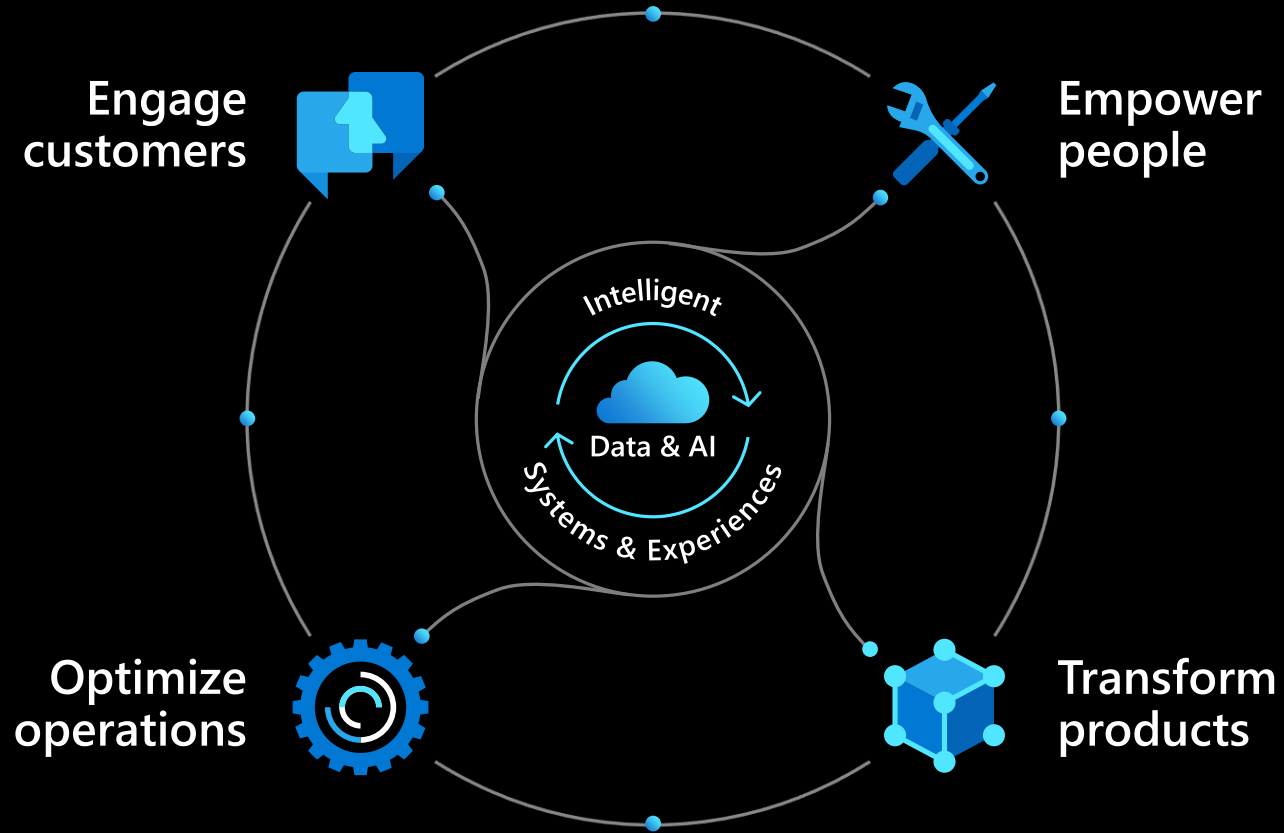 Engage
customers
Empower
people
Intelligent
Data & AI
Systems & Experiences
Optimize
operations
Transform
products